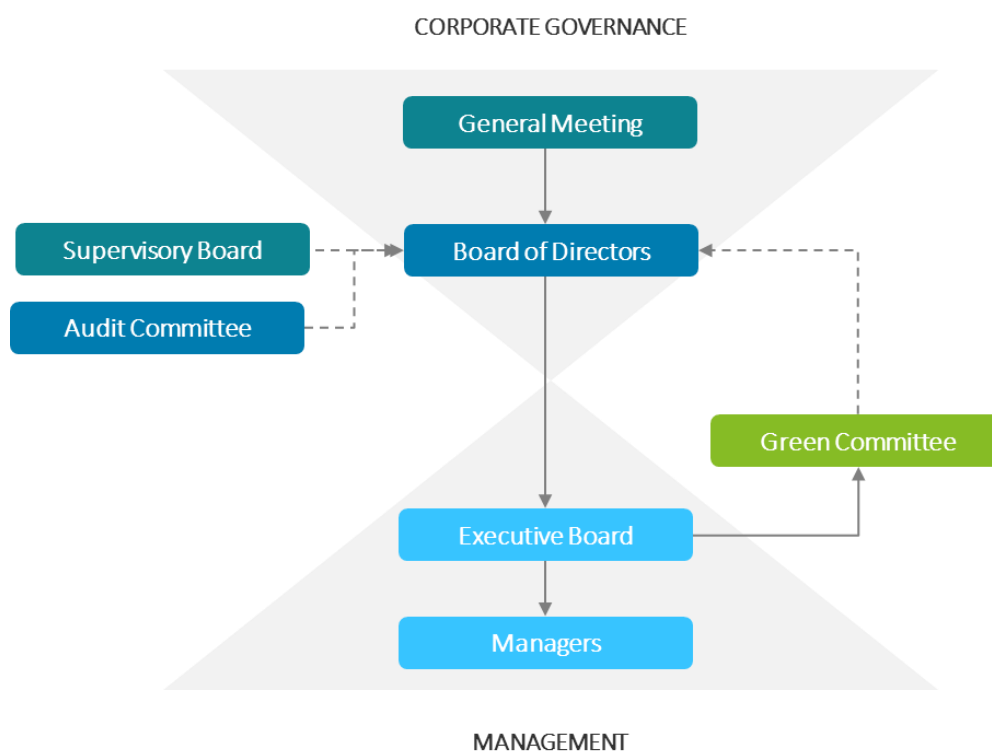 CORPORATE GOVERNANCE
General Meeting
Supervisory Board
Board of Directors
Audit Committee
Green Committee
Executive Board
Managers
MANAGEMENT